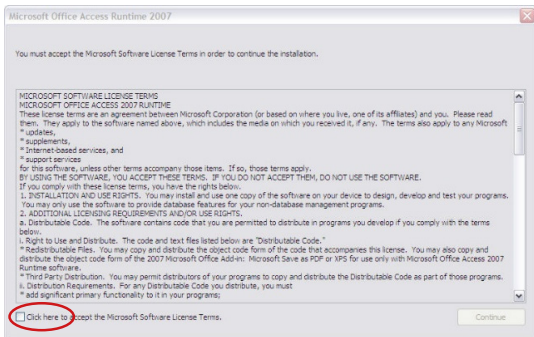 Microsoft Office Access Runtime 2007
You must accept the Microsoft Software License Terms in order to continue the installation.
MICROSOFT SOFTWARE LICENSE TERMS
MICROSOFT OFFICE ACCESS 2007 RUNTIME
These license terms are an agreement between Microsoft Corporation (or based on where you live, one of its affiliates) and you. Please read
them. They apply to the software named above, which includes the media on which you received it, if any. The terms also apply to any Microsoft
* updates,
* supplements,
* Internet-based services, and
* support services
for this software, unless other terms accompany those items. If so, those terms apply.
BY USING THE SOFTWARE, YOU ACCEPT THESE TERMS. IF YOU DO NOT ACCEPT THEM, DO NOT USE THE SOFTWARE.
If you comply with these license terms, you have the rights below.
1. INSTALLATION AND USE RIGHTS. You may install and use one copy of the software on your device to design, develop and test your programs.
You may only use the software to provide database features for your non-database management programs.
2. ADDITIONAL LICENSING REQUIREMENTS AND/OR USE RIGHTS.
a. Distributable Code. The software contains code that you are permitted to distribute in programs you develop if you comply with the terms
below.
i. Right to Use and Distribute. The code and text files listed below are "Distributable Code."
* Redistributable Files. You may copy and distribute the object code form of the code that accompanies this license. You may also copy and
distribute the object code form of the 2007 Microsoft Office Add-in: Microsoft Save as PDF or XPS for use only with Microsoft Office Access 2007
Runtime software.
* Third Party Distribution. You may permit distributors of your programs to copy and distribute the Distributable Code as part of those programs.
ii. Distribution Requirements. For any Distributable Code you distribute, you must
* add significant primary functionality to it in your programs;
Click here to accept the Microsoft Software License Terms.
Continue